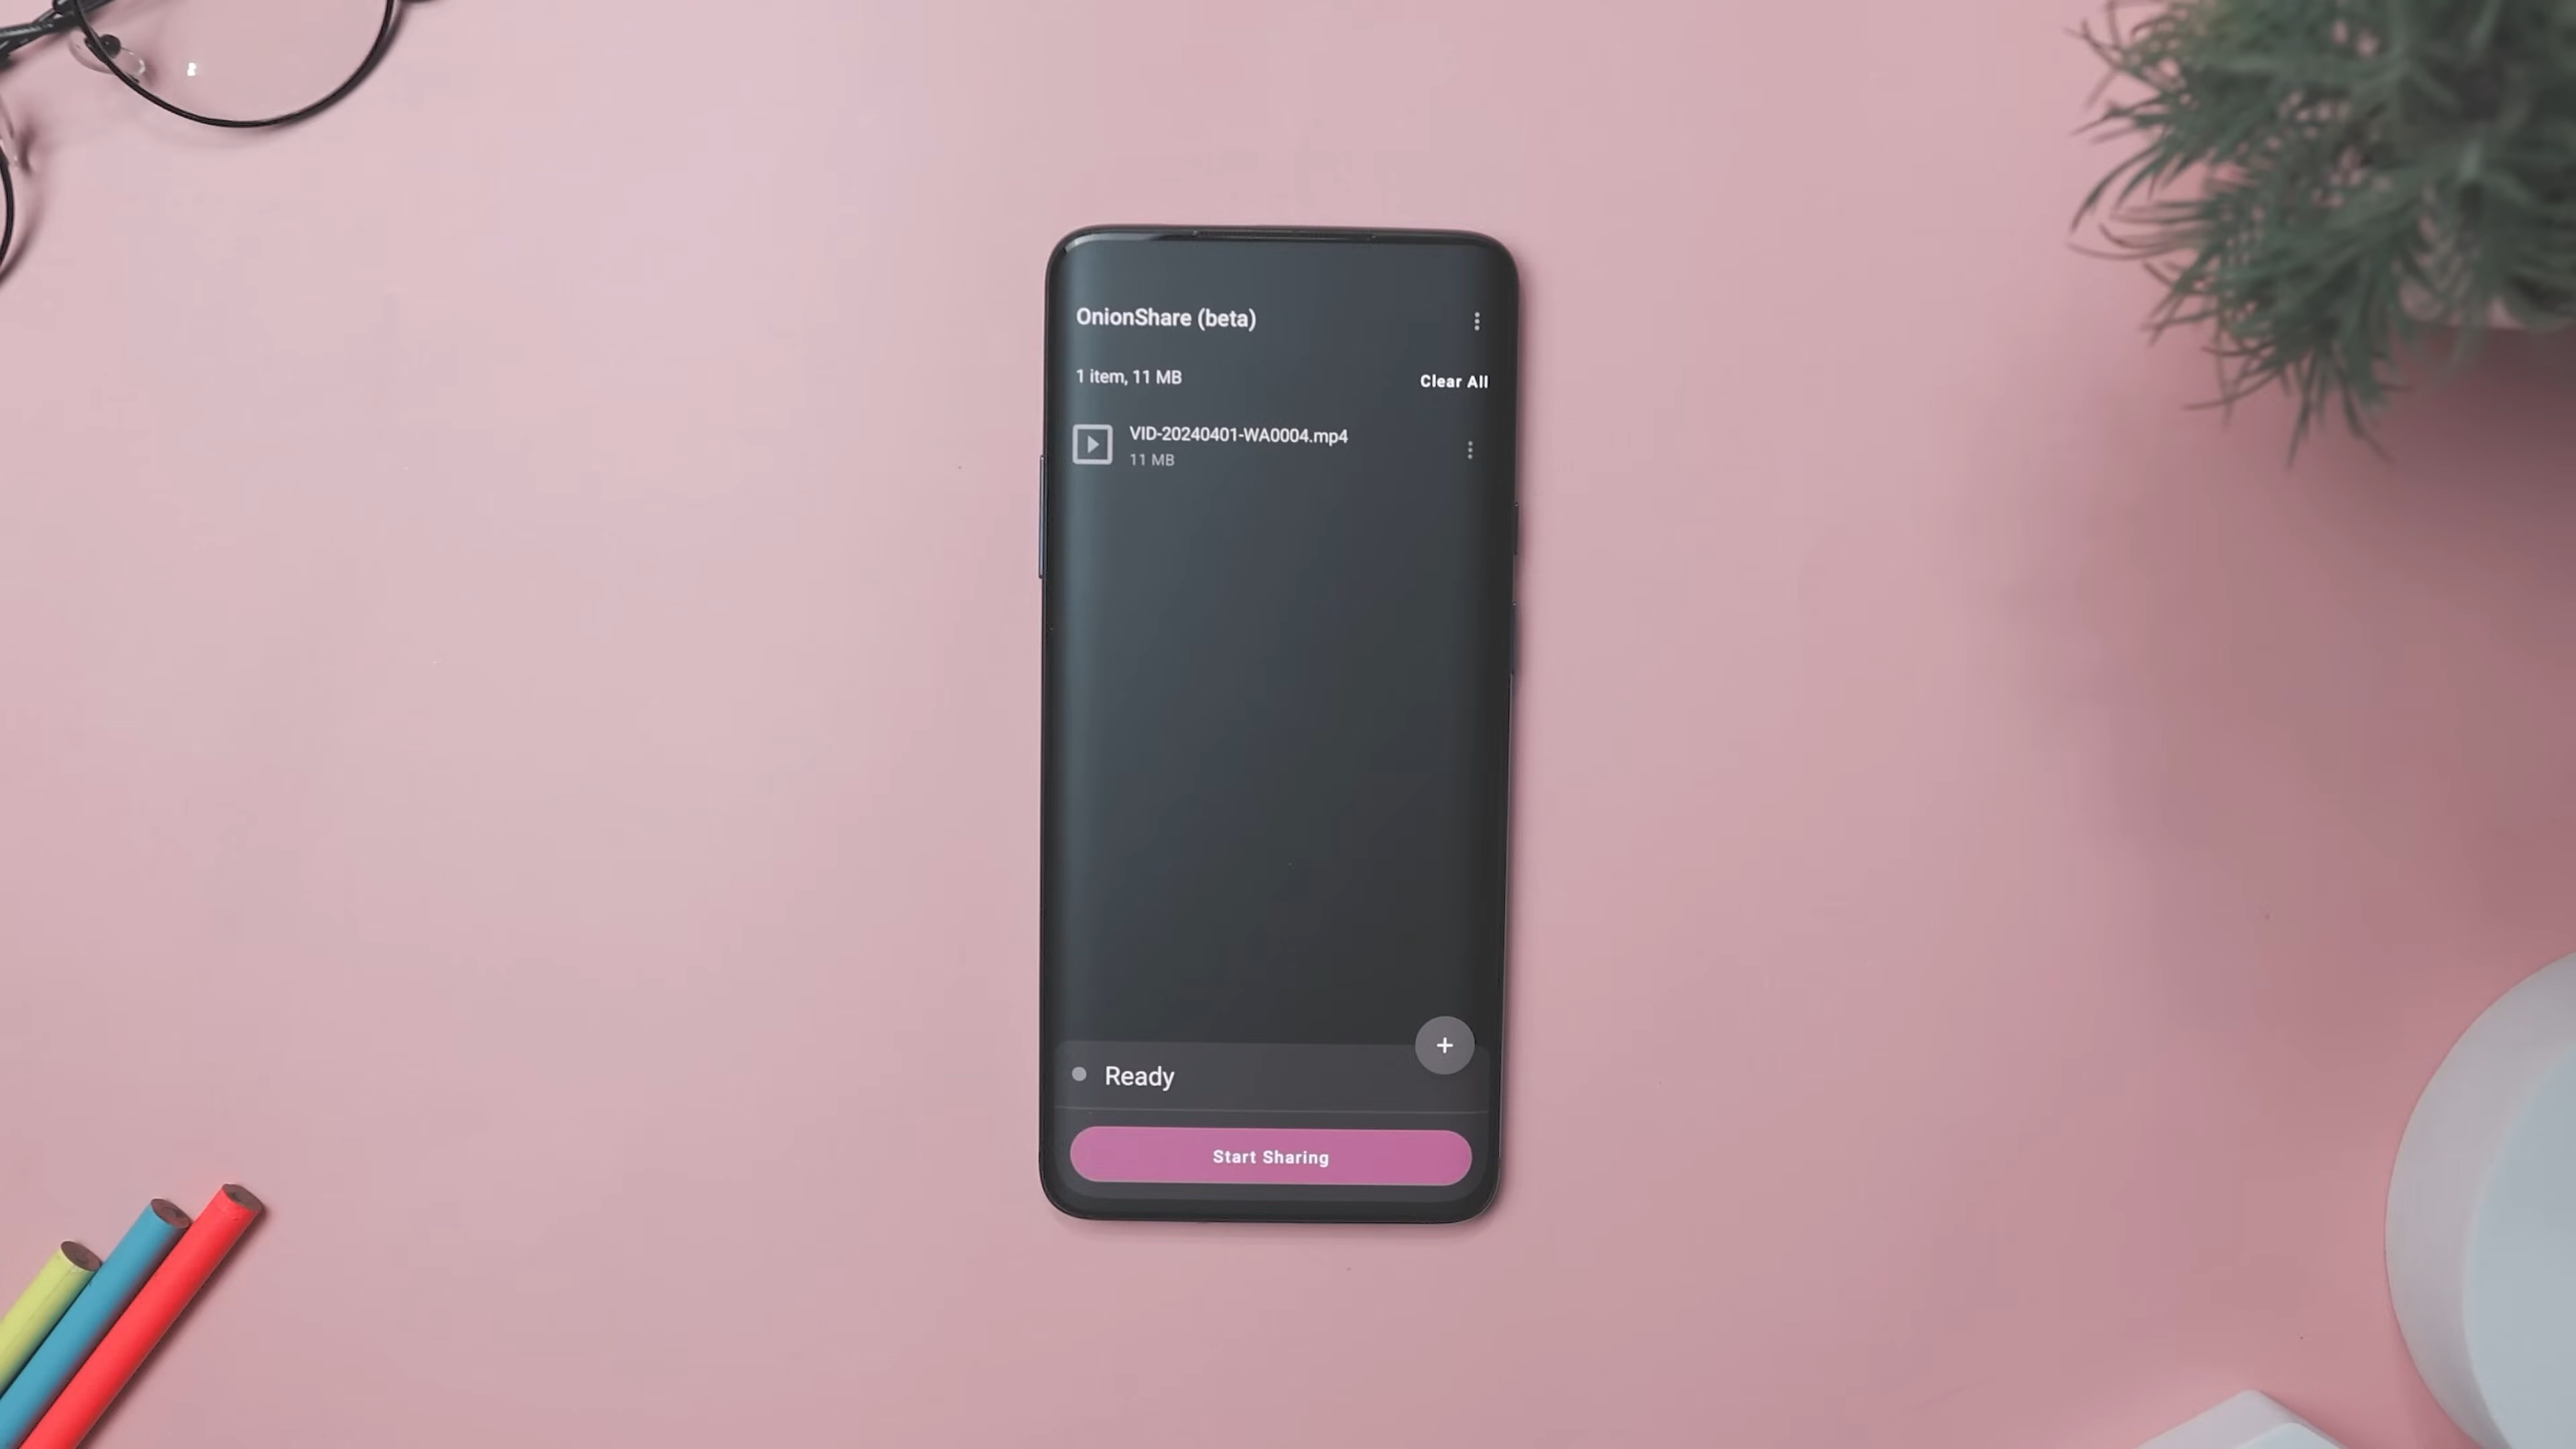 OnionShare (beta)
1 item, 11 MB
Clear All
VID-20240401-WA0004.mp4
11 MB
+
Ready
Start Sharing